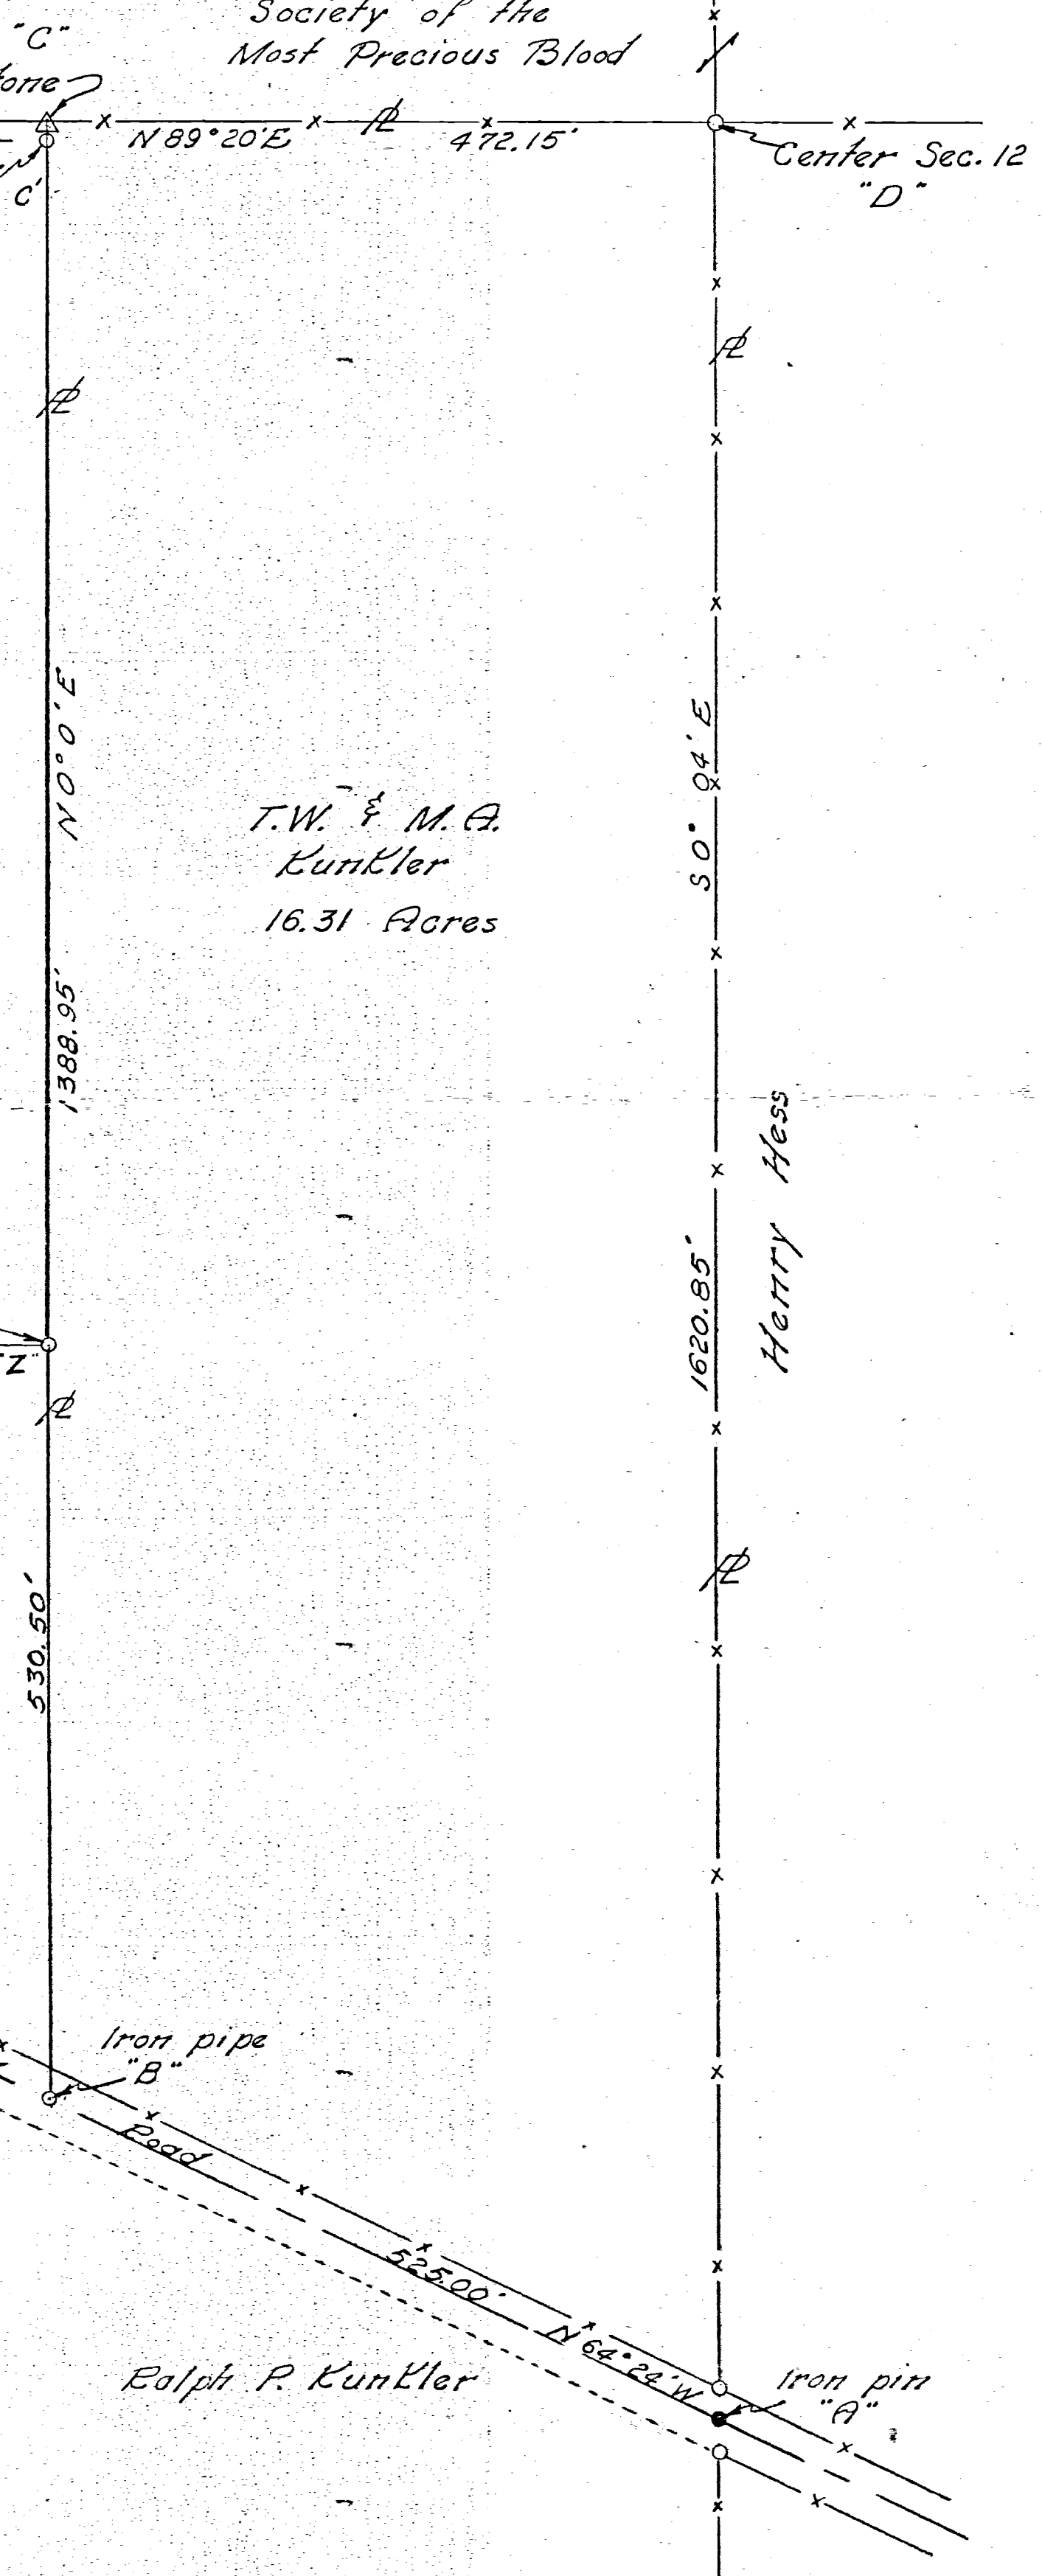 Society of the
Most Precious Blood
"C"
C'
N 89° 20' E 472.15'
Center Sec. 12
"D"
N 0° 0' E
1388.95'
S 0° 04' E
1620.85'
T.W. & M.A.
Kunkler
16.31 Acres
Henry Hess
"Z"
530.50'
Iron pipe
"B"
Road
525.00'
N 64° 24' W
Ralph P. Kunkler
Iron pin
"A"